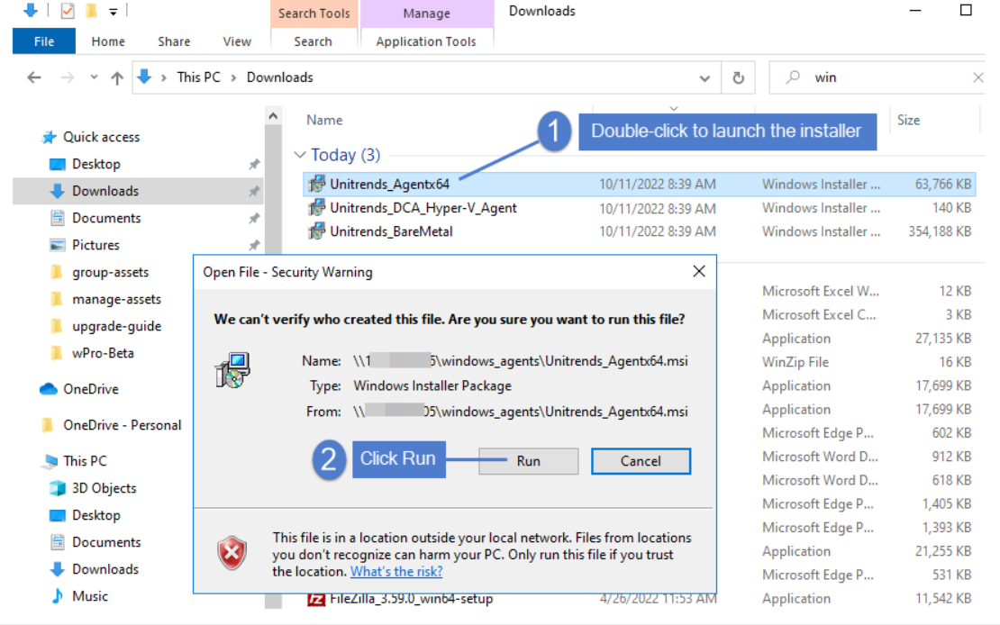 Search Tools
Manage
Downloads
File
Home
Share
View
Search
Application Tools
This PC
Downloads
win
Name
Size
1
Double-click to launch the installer
Quick access
Desktop
Downloads
Documents
Pictures
group-assets
manage-assets
upgrade-guide
wPro-Beta
OneDrive
OneDrive - Personal
This PC
3D Objects
Desktop
Documents
Downloads
Music
Today (3)
Unitrends_Agentx64 10/11/2022 8:39 AM Windows Installer ... 63,766 KB
Unitrends_DCA_Hyper-V_Agent 10/11/2022 8:39 AM Windows Installer ... 140 KB
Unitrends_BareMetal 10/11/2022 8:39 AM Windows Installer ... 354,188 KB
Microsoft Excel W... 12 KB
Microsoft Excel C... 3 KB
Application 27,135 KB
WinZip File 16 KB
Application 17,699 KB
Application 17,699 KB
Microsoft Edge P... 602 KB
Microsoft Word D... 912 KB
Microsoft Word D... 618 KB
Microsoft Edge P... 1,405 KB
Microsoft Edge P... 1,393 KB
Application 21,255 KB
Microsoft Edge P... 531 KB
FileZilla_3.59.0_win64-setup 4/26/2022 11:53 AM Application 11,542 KB
Open File - Security Warning
We can't verify who created this file. Are you sure you want to run this file?
Name: \\1 5\windows_agents\Unitrends_Agentx64.msi
Type: Windows Installer Package
From: \\ 05\windows_agents\Unitrends_Agentx64.msi
2
Click Run
Run
Cancel
This file is in a location outside your local network. Files from locations
you don't recognize can harm your PC. Only run this file if you trust
the location. What's the risk?